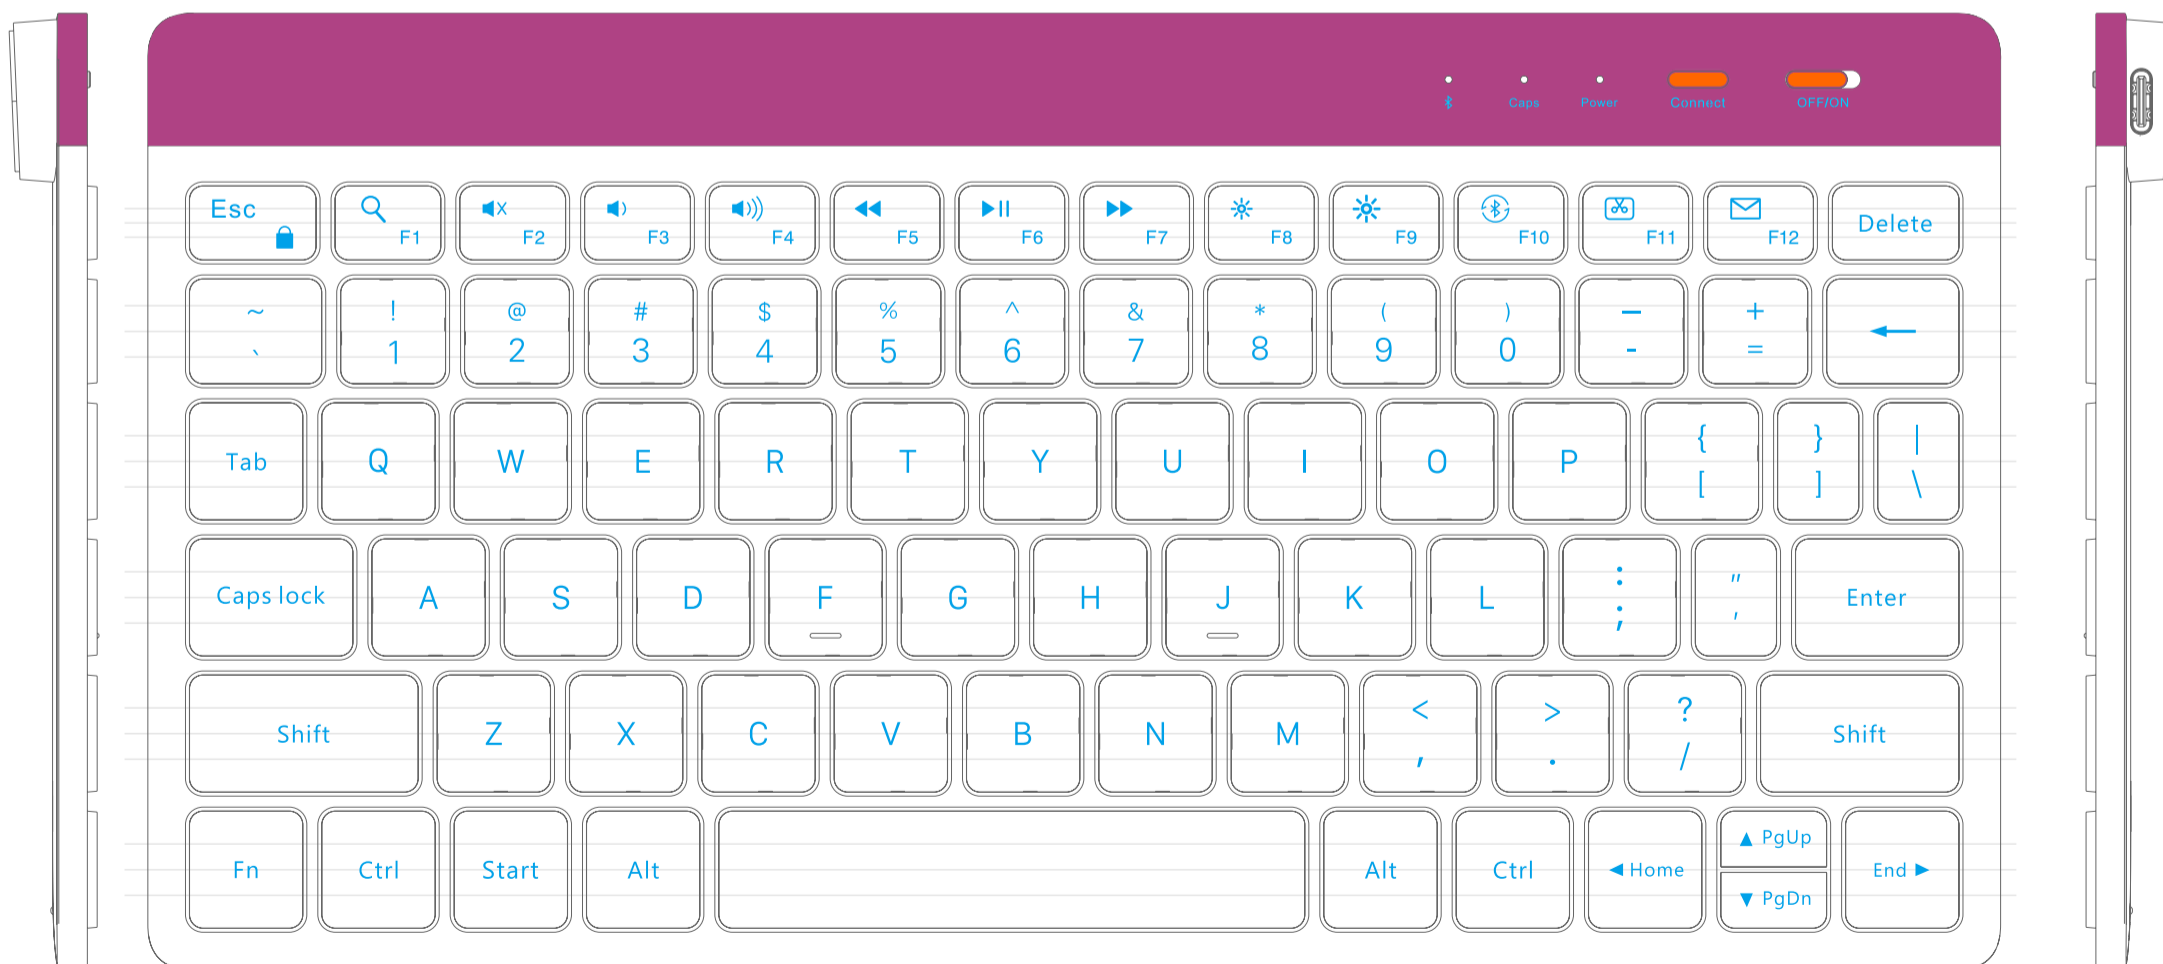 Caps Power Connect OFF/ON
Esc F1 F2 F3 F4 F5 F6 F7 F8 F9 F10 F11 F12 Delete
~ ! @ # $ % ^ & * ( ) — +
` 1 2 3 4 5 6 7 8 9 0 - = ←
Tab Q W E R T Y U I O P { } |
[ ] \
Caps lock A S D F G H J K L : " Enter
; '
Shift Z X C V B N M < > ? Shift
, . /
Fn Ctrl Start Alt Alt Ctrl ◀ Home ▲ PgUp End ▶
▼ PgDn